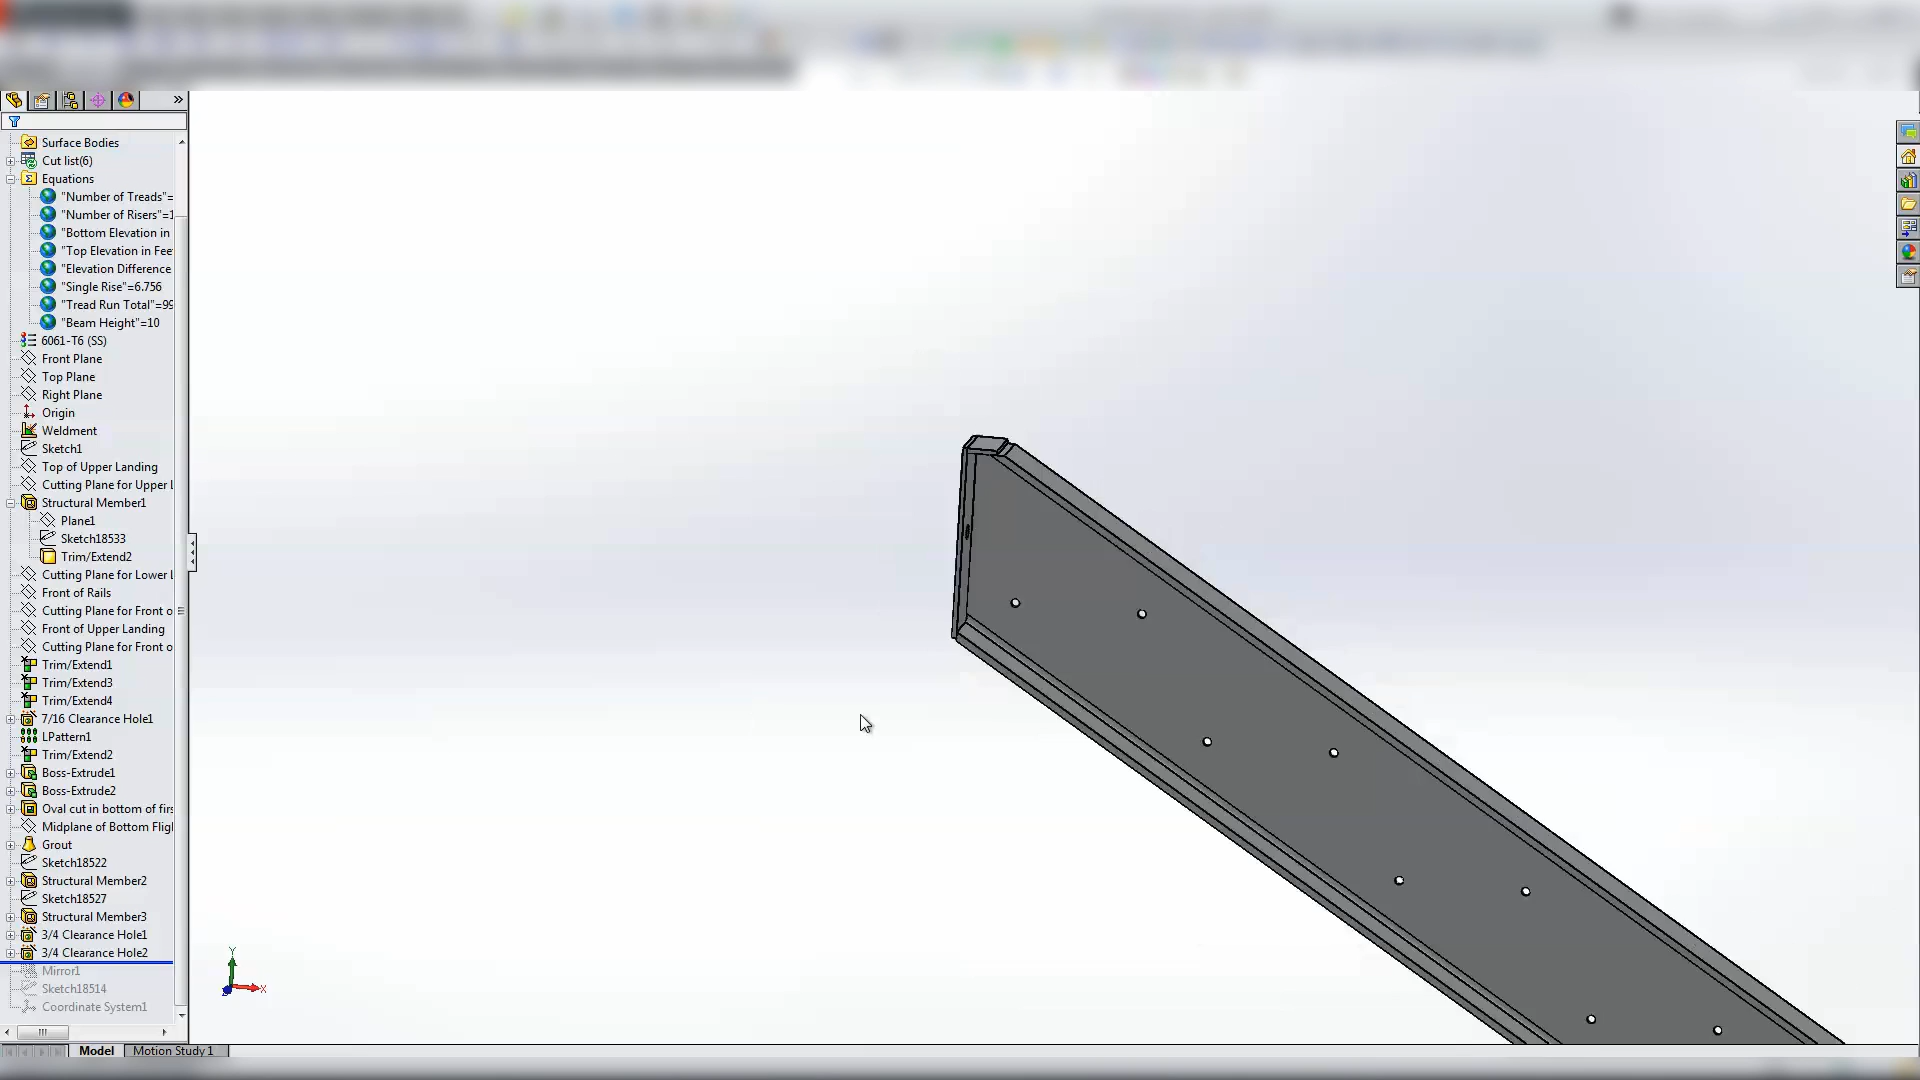 Surface Bodies
Cut list(6)
Equations
"Number of Treads"=
"Number of Risers"=1
"Bottom Elevation in
"Top Elevation in Fee
"Elevation Difference
"Single Rise"=6.756
"Tread Run Total"=99
"Beam Height"=10
6061-T6 (SS)
Front Plane
Top Plane
Right Plane
Origin
Weldment
Sketch1
Top of Upper Landing
Cutting Plane for Upper L
Structural Member1
Plane1
Sketch18533
Trim/Extend2
Cutting Plane for Lower L
Front of Rails
Cutting Plane for Front o
Front of Upper Landing
Cutting Plane for Front o
Trim/Extend1
Trim/Extend3
Trim/Extend4
7/16 Clearance Hole1
LPattern1
Trim/Extend2
Boss-Extrude1
Boss-Extrude2
Oval cut in bottom of firs
Midplane of Bottom Fligh
Grout
Sketch18522
Structural Member2
Sketch18527
Structural Member3
3/4 Clearance Hole1
3/4 Clearance Hole2
Mirror1
Sketch18514
Coordinate System1
Y
X
Model
Motion Study 1